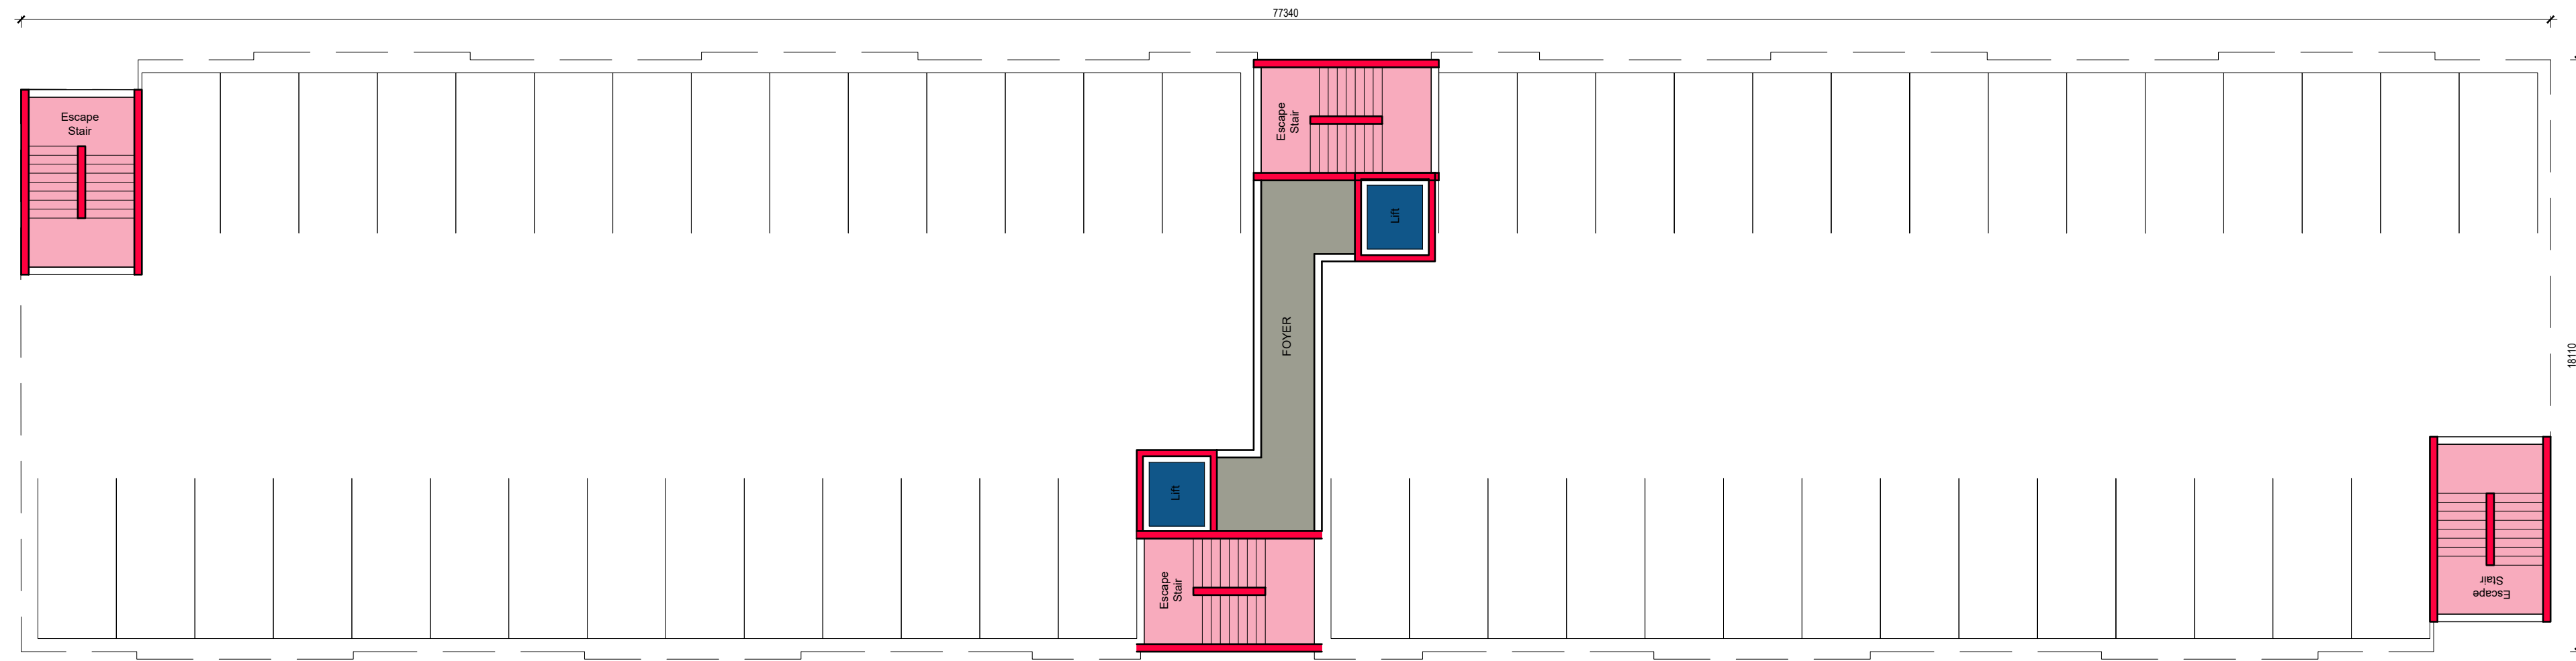 77340
Escape
Stair
Escape
Stair
Lift
FOYER
18110
Lift
Escape
Stair
Escape
Stair